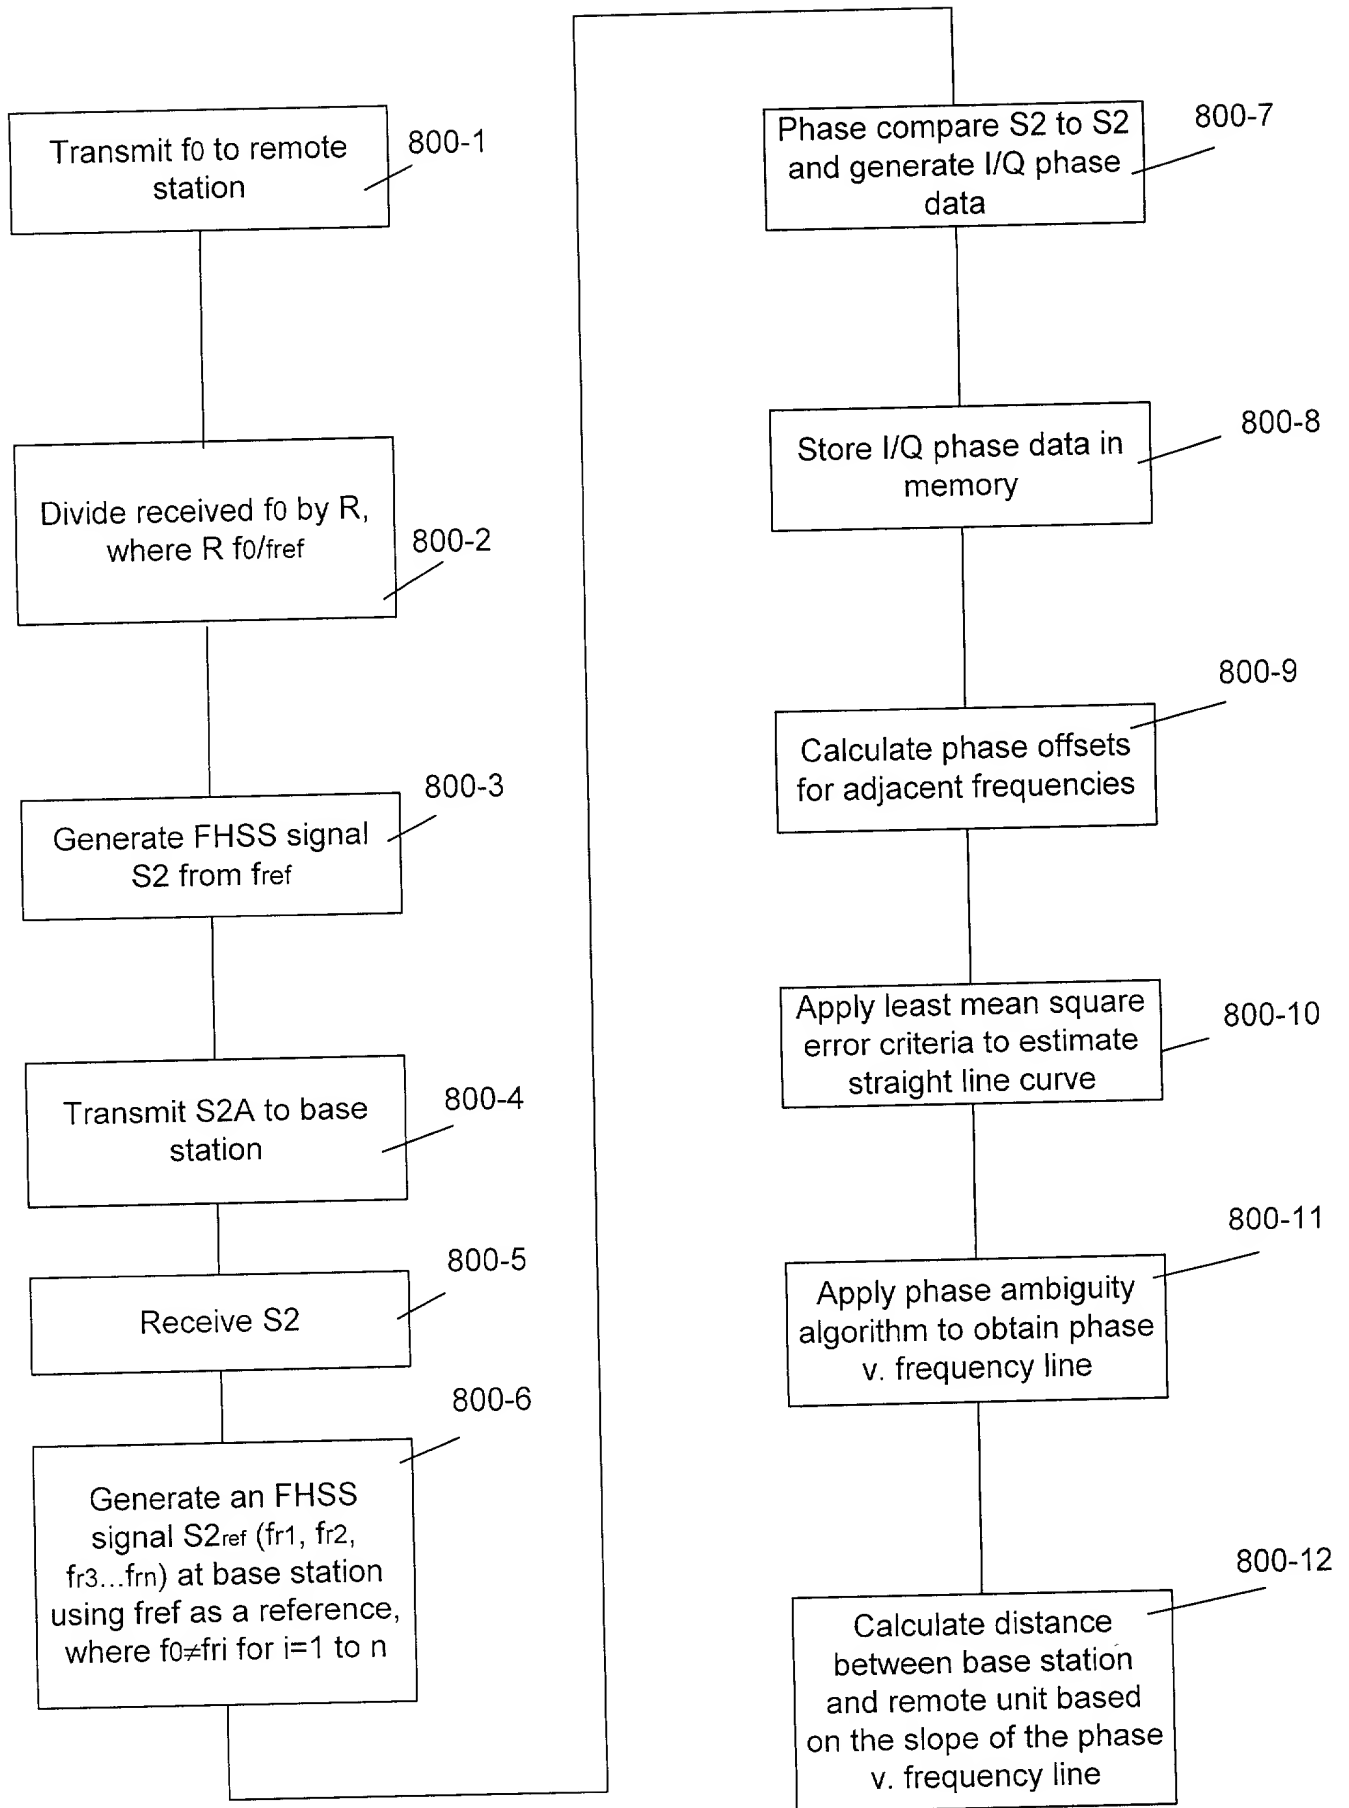 Transmit f0 to remote
station
800-1
Divide received f0 by R,
where R f0/fref
800-2
Generate FHSS signal
S2 from fref
800-3
Transmit S2A to base
station
800-4
Receive S2
800-5
Generate an FHSS
signal S2ref (fr1, fr2,
fr3...frn) at base station
using fref as a reference,
where f0≠fri for i=1 to n
800-6
Phase compare S2 to S2
and generate I/Q phase
data
800-7
Store I/Q phase data in
memory
800-8
Calculate phase offsets
for adjacent frequencies
800-9
Apply least mean square
error criteria to estimate
straight line curve
800-10
Apply phase ambiguity
algorithm to obtain phase
v. frequency line
800-11
Calculate distance
between base station
and remote unit based
on the slope of the phase
v. frequency line
800-12